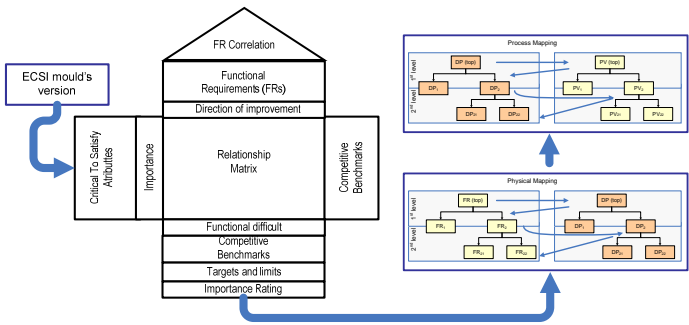 ECSI mould's
version
FR Correlation
Functional
Requirements (FRs)
Direction of improvement
Critical To Satisfy
Atributtes
Importance
Relationship
Matrix
Competitive
Benchmarks
Functional difficult
Competitive
Benchmarks
Targets and limits
Importance Rating
Process Mapping
1st level
2nd level
DP (top)
DP1
DP2
DP21
DP22
PV (top)
PV1
PV2
PV21
PV22
Physical Mapping
1st level
2nd level
FR (top)
FR1
FR2
FR21
FR22
DP (top)
DP1
DP2
DP21
DP22